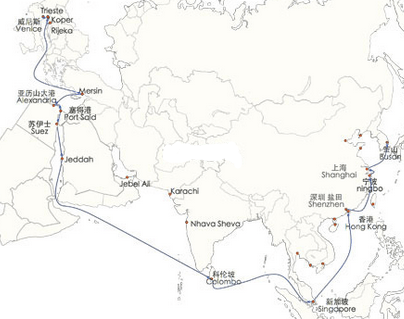 Trieste
Koper
威尼斯
Venice
Rijeka
Mersin
亚历山大港
Alexandria
塞得港
Port Said
苏伊士
Suez
Jeddah
Jebel Ali
Karachi
Nhava Sheva
科伦坡
Colombo
釜山
Busan
上海
Shanghai
宁波
ningbo
深圳 盐田
Shenzhen
香港
Hong Kong
新加坡
Singapore